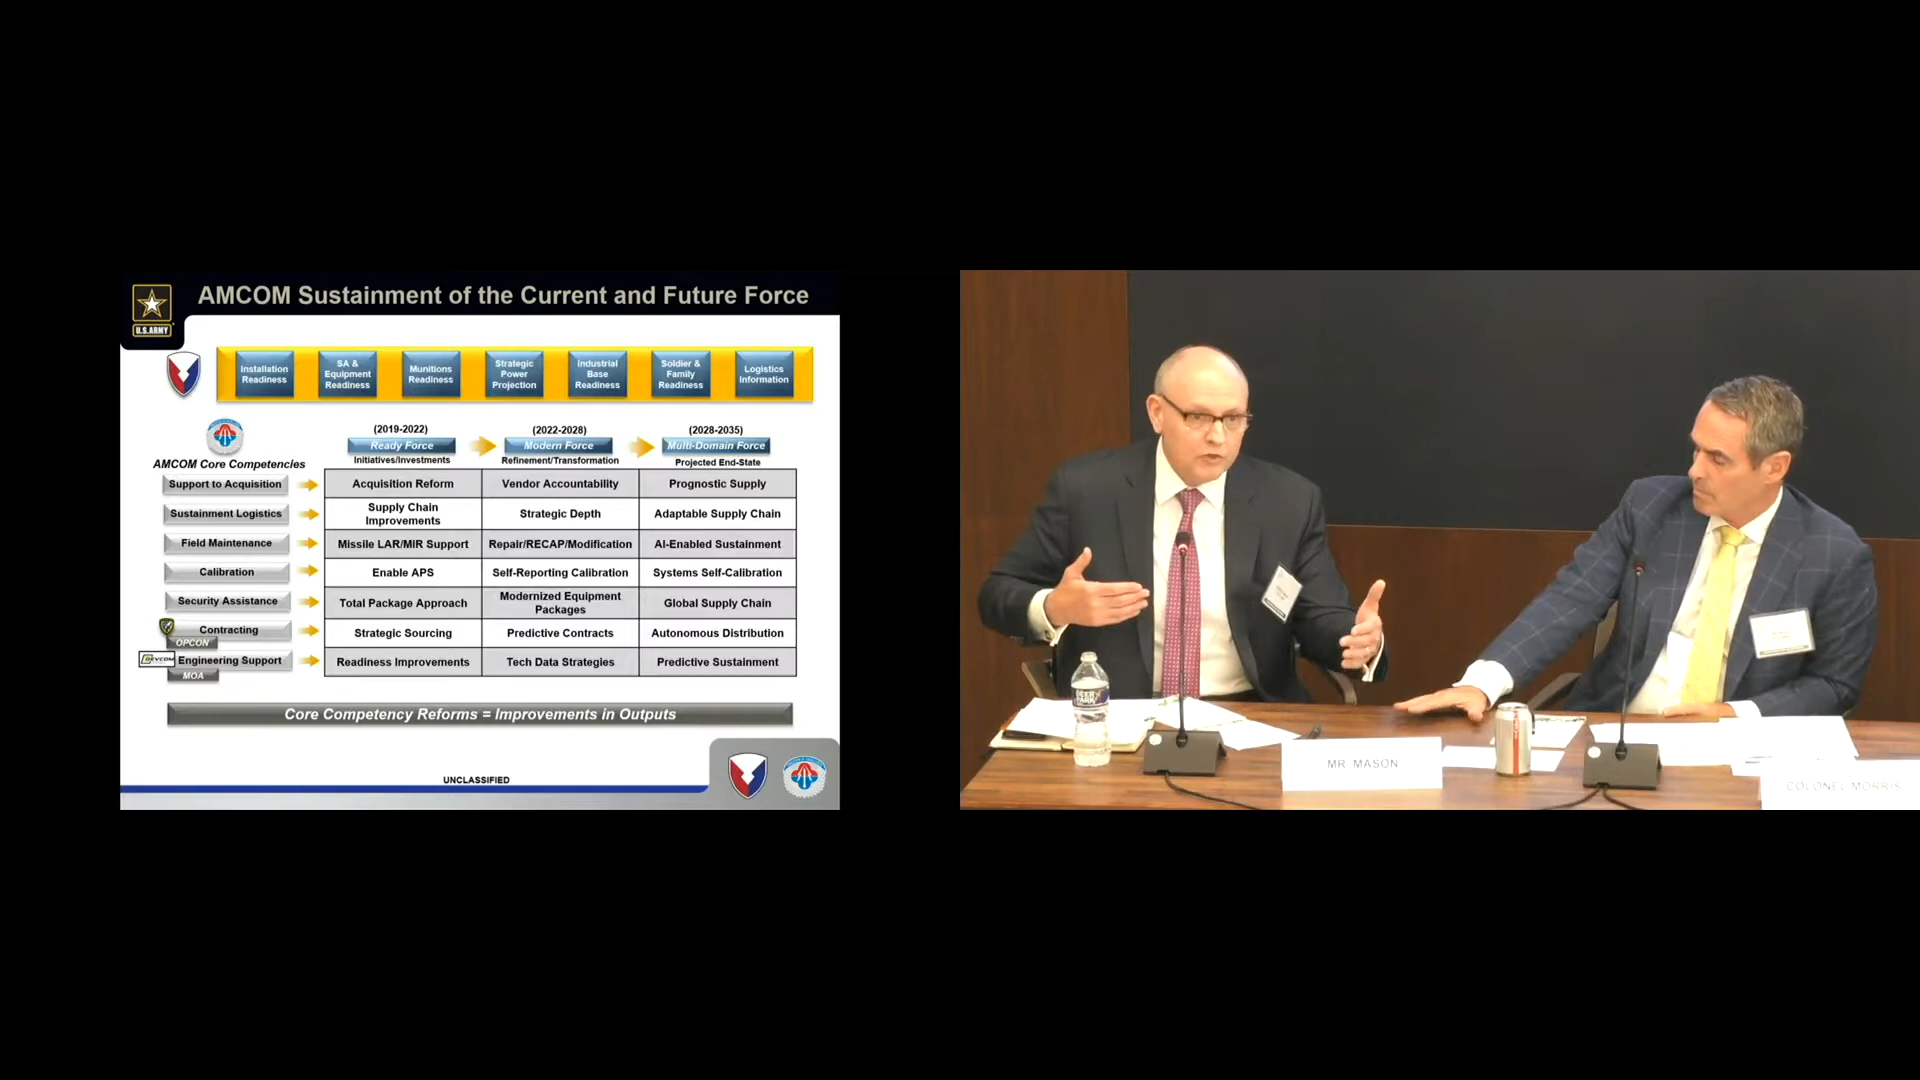 AMCOM Sustainment of the Current and Future Force
U.S.ARMY
Installation
Readiness
SA &
Equipment
Readiness
Munitions
Readiness
Strategic
Power
Projection
Industrial
Base
Readiness
Soldier &
Family
Readiness
Logistics
Information
(2019-2022)
(2022-2028)
(2028-2035)
Ready Force
Modern Force
Multi-Domain Force
AMCOM Core Competencies
Initiatives/Investments
Refinement/Transformation
Projected End-State
Support to Acquisition
Acquisition Reform
Vendor Accountability
Prognostic Supply
Sustainment Logistics
Supply Chain
Improvements
Strategic Depth
Adaptable Supply Chain
Field Maintenance
Missile LAR/MIR Support
Repair/RECAP/Modification
AI-Enabled Sustainment
Calibration
Enable APS
Self-Reporting Calibration
Systems Self-Calibration
Security Assistance
Total Package Approach
Modernized Equipment
Packages
Global Supply Chain
Contracting
OPCON
Strategic Sourcing
Predictive Contracts
Autonomous Distribution
DEVCOM
Engineering Support
MOA
Readiness Improvements
Tech Data Strategies
Predictive Sustainment
Core Competency Reforms = Improvements in Outputs
UNCLASSIFIED
DEER
PARK
MR. MASON
COLONEL MORRIS